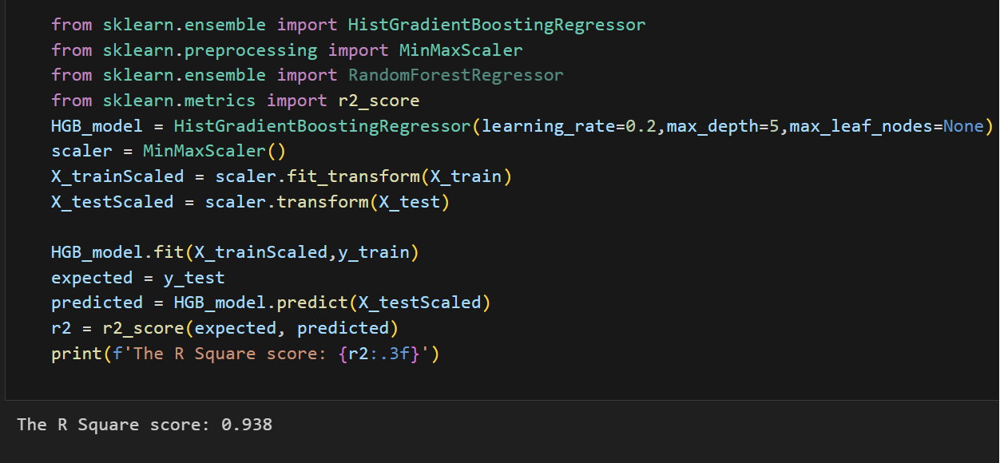 from sklearn.ensemble import HistGradientBoostingRegressor
from sklearn.preprocessing import MinMaxScaler
from sklearn.ensemble import RandomForestRegressor
from sklearn.metrics import r2_score
HGB_model = HistGradientBoostingRegressor(learning_rate=0.2,max_depth=5,max_leaf_nodes=None)
scaler = MinMaxScaler()
X_trainScaled = scaler.fit_transform(X_train)
X_testScaled = scaler.transform(X_test)
HGB_model.fit(X_trainScaled,y_train)
expected = y_test
predicted = HGB_model.predict(X_testScaled)
r2 = r2_score(expected, predicted)
print(f'The R Square score: {r2:.3f}')
The R Square score: 0.938